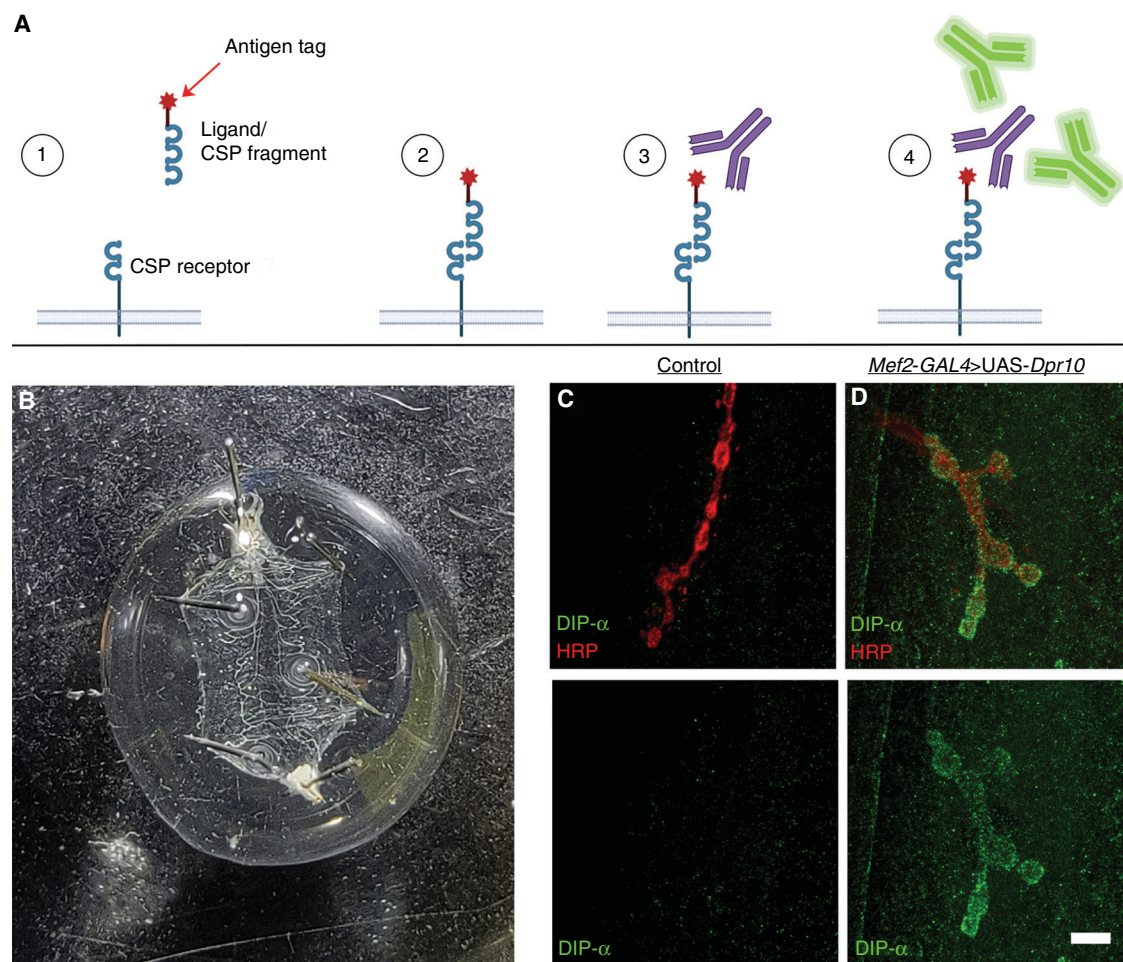 A
Antigen tag
1
Ligand/
CSP fragment
CSP receptor
2
3
4
Control
Mef2-GAL4>UAS-Dpr10
B
C
DIP-α
HRP
D
DIP-α
HRP
DIP-α
DIP-α